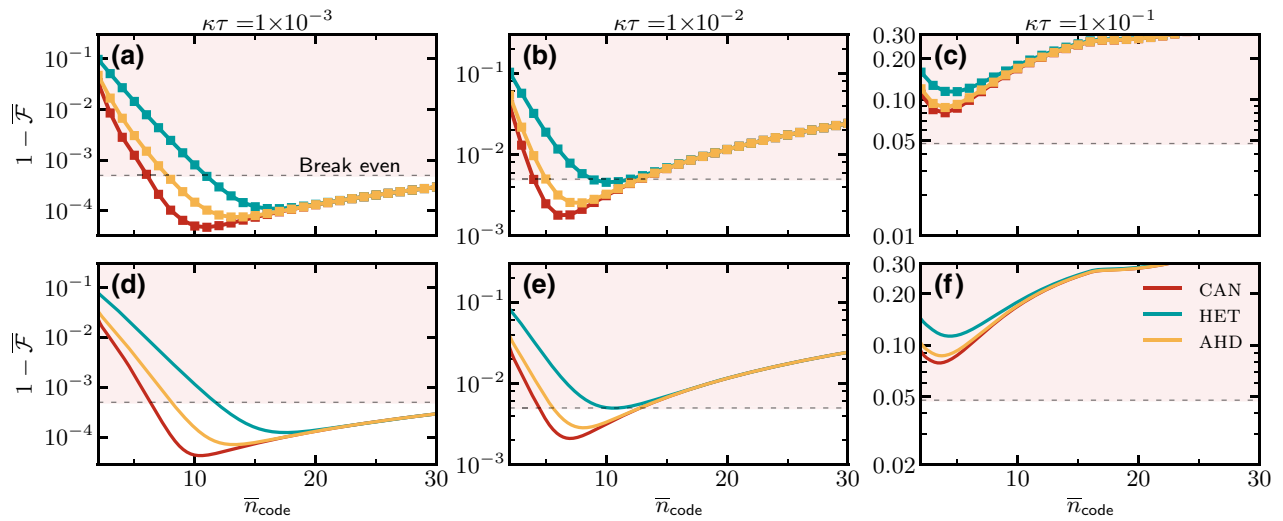 κτ = 1×10⁻³
κτ = 1×10⁻²
κτ = 1×10⁻¹
(a)
(b)
(c)
10⁻¹
10⁻²
10⁻³
10⁻⁴
1 − F̅
Break even
10⁻¹
10⁻²
10⁻³
0.30
0.20
0.10
0.05
0.01
(d)
(e)
(f)
10⁻¹
10⁻²
10⁻³
10⁻⁴
1 − F̅
10⁻¹
10⁻²
10⁻³
0.30
0.20
0.10
0.05
0.02
CAN
HET
AHD
10 20 30
10 20 30
10 20 30
n̅code
n̅code
n̅code